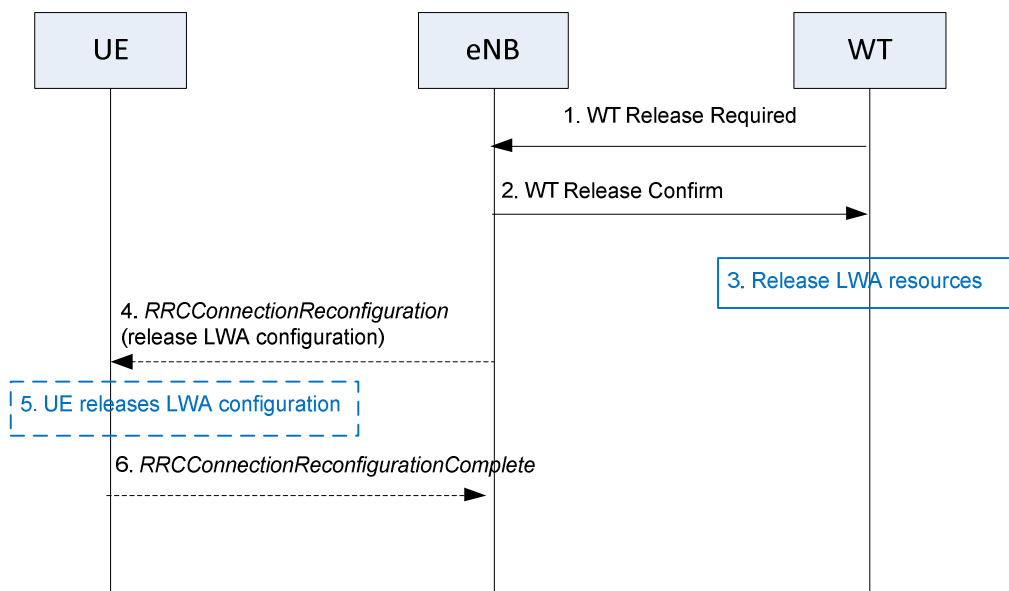 UE
eNB
WT
1. WT Release Required
2. WT Release Confirm
3. Release LWA resources
4. RRCConnectionReconfiguration
(release LWA configuration)
5. UE releases LWA configuration
6. RRCConnectionReconfigurationComplete